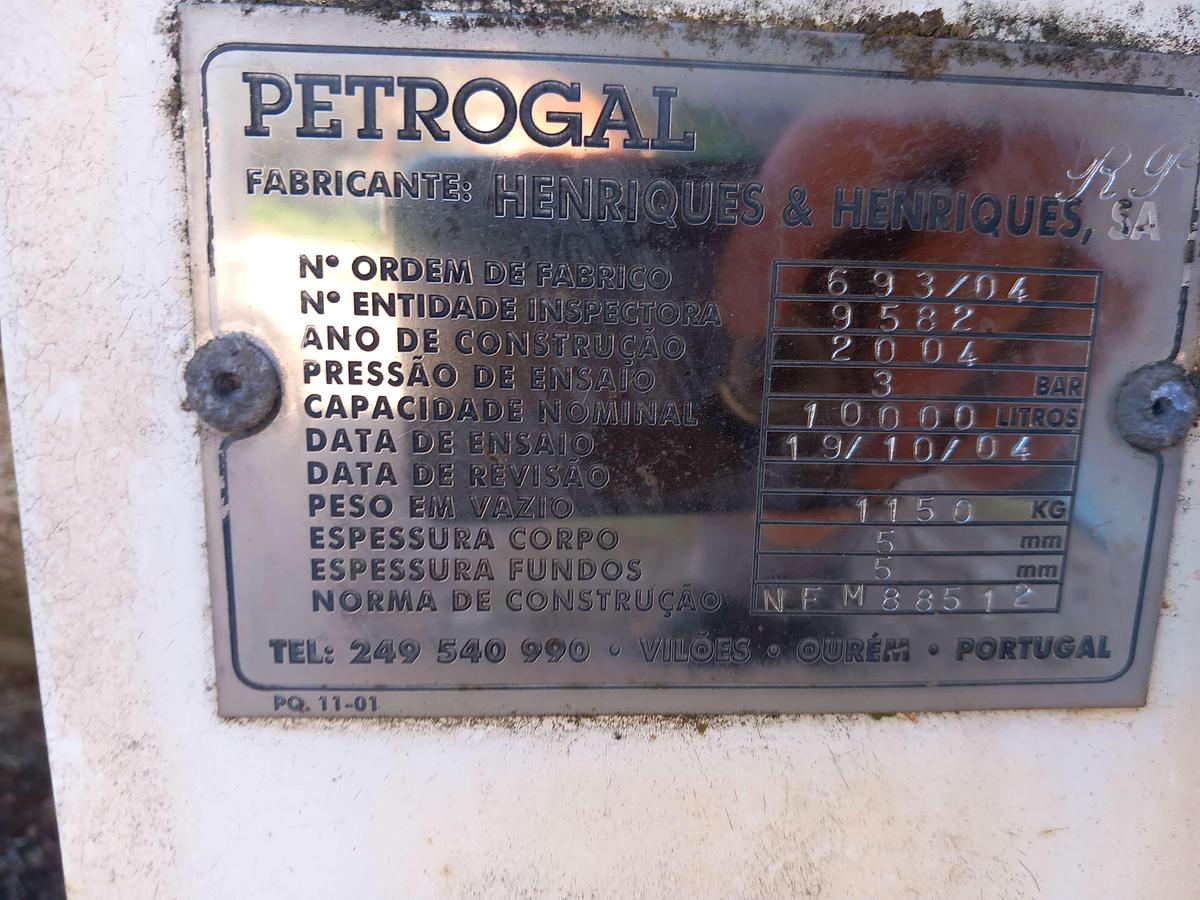 PETROGAL
FABRICANTE: HENRIQUES & HENRIQUES, SA
Nº ORDEM DE FABRICO 693/04
Nº ENTIDADE INSPECTORA 9582
ANO DE CONSTRUÇÃO 2004
PRESSÃO DE ENSAIO 3 BAR
CAPACIDADE NOMINAL 10000 LITROS
DATA DE ENSAIO 19/10/04
DATA DE REVISÃO
PESO EM VAZIO 1150 KG
ESPESSURA CORPO 5 mm
ESPESSURA FUNDOS 5 mm
NORMA DE CONSTRUÇÃO NFM88512
TEL: 249 540 990 • VILÕES • OURÉM • PORTUGAL
PQ. 11-01